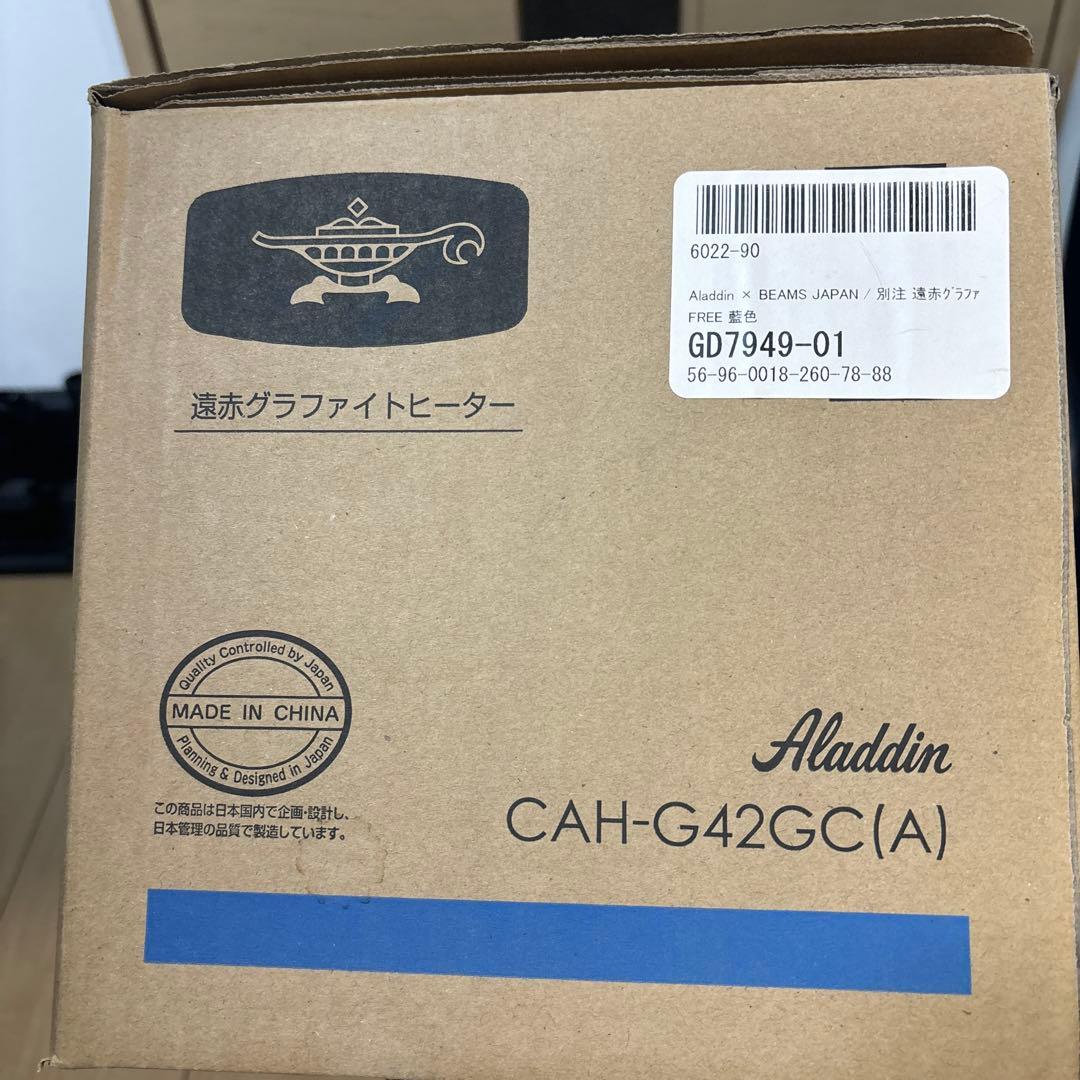 6022-90
Aladdin × BEAMS JAPAN / 別注 遠赤ｸﾞﾗﾌｧ
FREE 藍色
GD7949-01
56-96-0018-260-78-88
遠赤グラファイトヒーター
Quality Controlled by Japan
MADE IN CHINA
Planning & Designed in Japan
この商品は日本国内で企画・設計し、
日本管理の品質で製造しています。
Aladdin
CAH-G42GC(A)